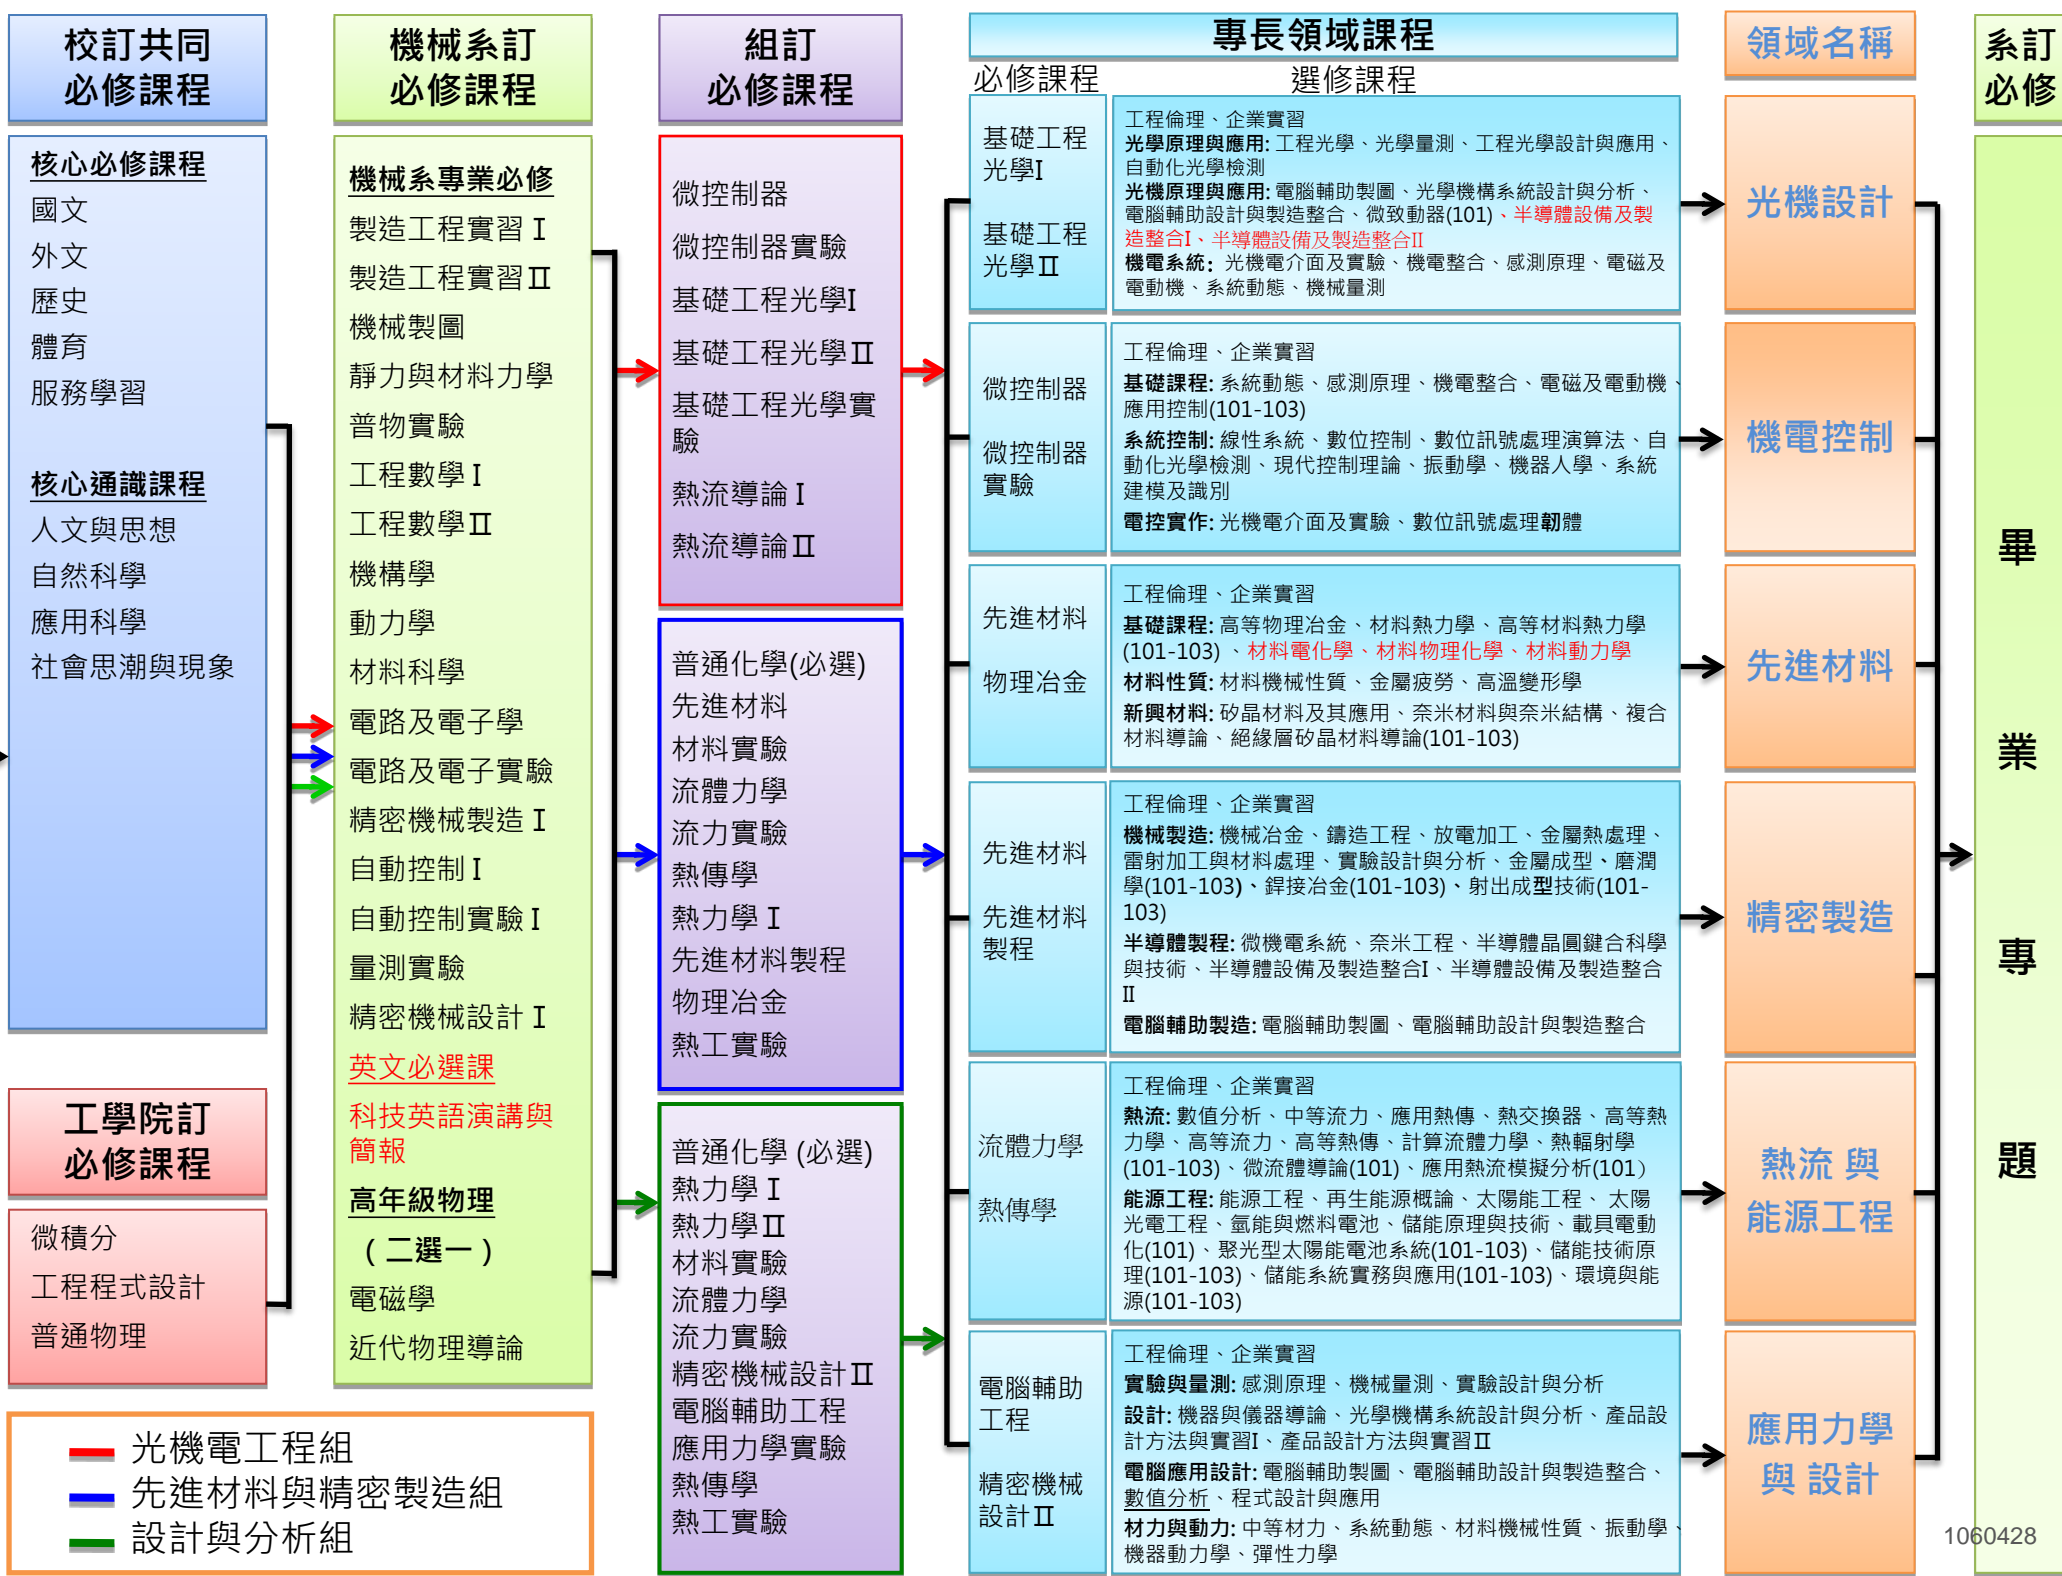 校訂共同
必修課程
核心必修課程
國文
外文
歷史
體育
服務學習
核心通識課程
人文與思想
自然科學
應用科學
社會思潮與現象
工學院訂
必修課程
微積分
工程程式設計
普通物理
光機電工程組
先進材料與精密製造組
設計與分析組
機械系訂
必修課程
機械系專業必修
製造工程實習 I
製造工程實習 II
機械製圖
靜力與材料力學
普物實驗
工程數學 I
工程數學 II
機構學
動力學
材料科學
電路及電子學
電路及電子實驗
精密機械製造 I
自動控制 I
自動控制實驗 I
量測實驗
精密機械設計 I
英文必選課
科技英語演講與
簡報
高年級物理
(二選一)
電磁學
近代物理導論
組訂
必修課程
微控制器
微控制器實驗
基礎工程光學I
基礎工程光學 II
基礎工程光學實
驗
熱流導論 I
熱流導論 II
普通化學(必選)
先進材料
材料實驗
流體力學
流力實驗
熱傳學
熱力學 I
先進材料製程
物理冶金
熱工實驗
普通化學 (必選)
熱力學 I
熱力學 II
材料實驗
流體力學
流力實驗
精密機械設計 II
電腦輔助工程
應用力學實驗
熱傳學
熱工實驗
專長領域課程
必修課程 選修課程
基礎工程
光學I
基礎工程
光學 II
工程倫理、企業實習
光學原理與應用: 工程光學、光學量測、工程光學設計與應用、
自動化光學檢測
光機原理與應用: 電腦輔助製圖、光學機構系統設計與分析、
電腦輔助設計與製造整合、微致動器(101)、半導體設備及製
造整合I、半導體設備及製造整合II
機電系統: 光機電介面及實驗、機電整合、感測原理、電磁及
電動機、系統動態、機械量測
微控制器
微控制器
實驗
工程倫理、企業實習
基礎課程: 系統動態、感測原理、機電整合、電磁及電動機、
應用控制(101-103)
系統控制: 線性系統、數位控制、數位訊號處理演算法、自
動化光學檢測、現代控制理論、振動學、機器人學、系統
建模及識別
電控實作: 光機電介面及實驗、數位訊號處理韌體
先進材料
物理冶金
工程倫理、企業實習
基礎課程: 高等物理冶金、材料熱力學、高等材料熱力學
(101-103) 、材料電化學、材料物理化學、材料動力學
材料性質: 材料機械性質、金屬疲勞、高溫變形學
新興材料: 矽晶材料及其應用、奈米材料與奈米結構、複合
材料導論、絕緣層矽晶材料導論(101-103)
先進材料
先進材料
製程
工程倫理、企業實習
機械製造: 機械冶金、鑄造工程、放電加工、金屬熱處理、
雷射加工與材料處理、實驗設計與分析、金屬成型、磨潤
學(101-103)、銲接冶金(101-103)、射出成型技術(101-
103)
半導體製程: 微機電系統、奈米工程、半導體晶圓鍵合科學
與技術、半導體設備及製造整合I、半導體設備及製造整合
II
電腦輔助製造: 電腦輔助製圖、電腦輔助設計與製造整合
流體力學
熱傳學
工程倫理、企業實習
熱流: 數值分析、中等流力、應用熱傳、熱交換器、高等熱
力學、高等流力、高等熱傳、計算流體力學、熱輻射學
(101-103)、微流體導論(101)、應用熱流模擬分析(101)
能源工程: 能源工程、再生能源概論、太陽能工程、 太陽
光電工程、氫能與燃料電池、儲能原理與技術、載具電動
化(101)、聚光型太陽能電池系統(101-103)、儲能技術原
理(101-103)、儲能系統實務與應用(101-103)、環境與能
源(101-103)
電腦輔助
工程
精密機械
設計 II
工程倫理、企業實習
實驗與量測: 感測原理、機械量測、實驗設計與分析
設計: 機器與儀器導論、光學機構系統設計與分析、產品設
計方法與實習I、產品設計方法與實習 II
電腦應用設計: 電腦輔助製圖、電腦輔助設計與製造整合、
數值分析、程式設計與應用
材力與動力: 中等材力、系統動態、材料機械性質、振動學、
機器動力學、彈性力學
領域名稱
光機設計
機電控制
先進材料
精密製造
熱流 與
能源工程
應用力學
與 設計
系訂
必修
畢
業
專
題
1060428